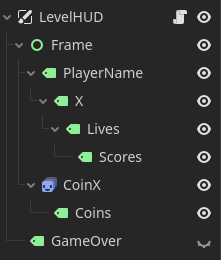 LevelHUD
Frame
PlayerName
X
Lives
Scores
CoinX
Coins
GameOver